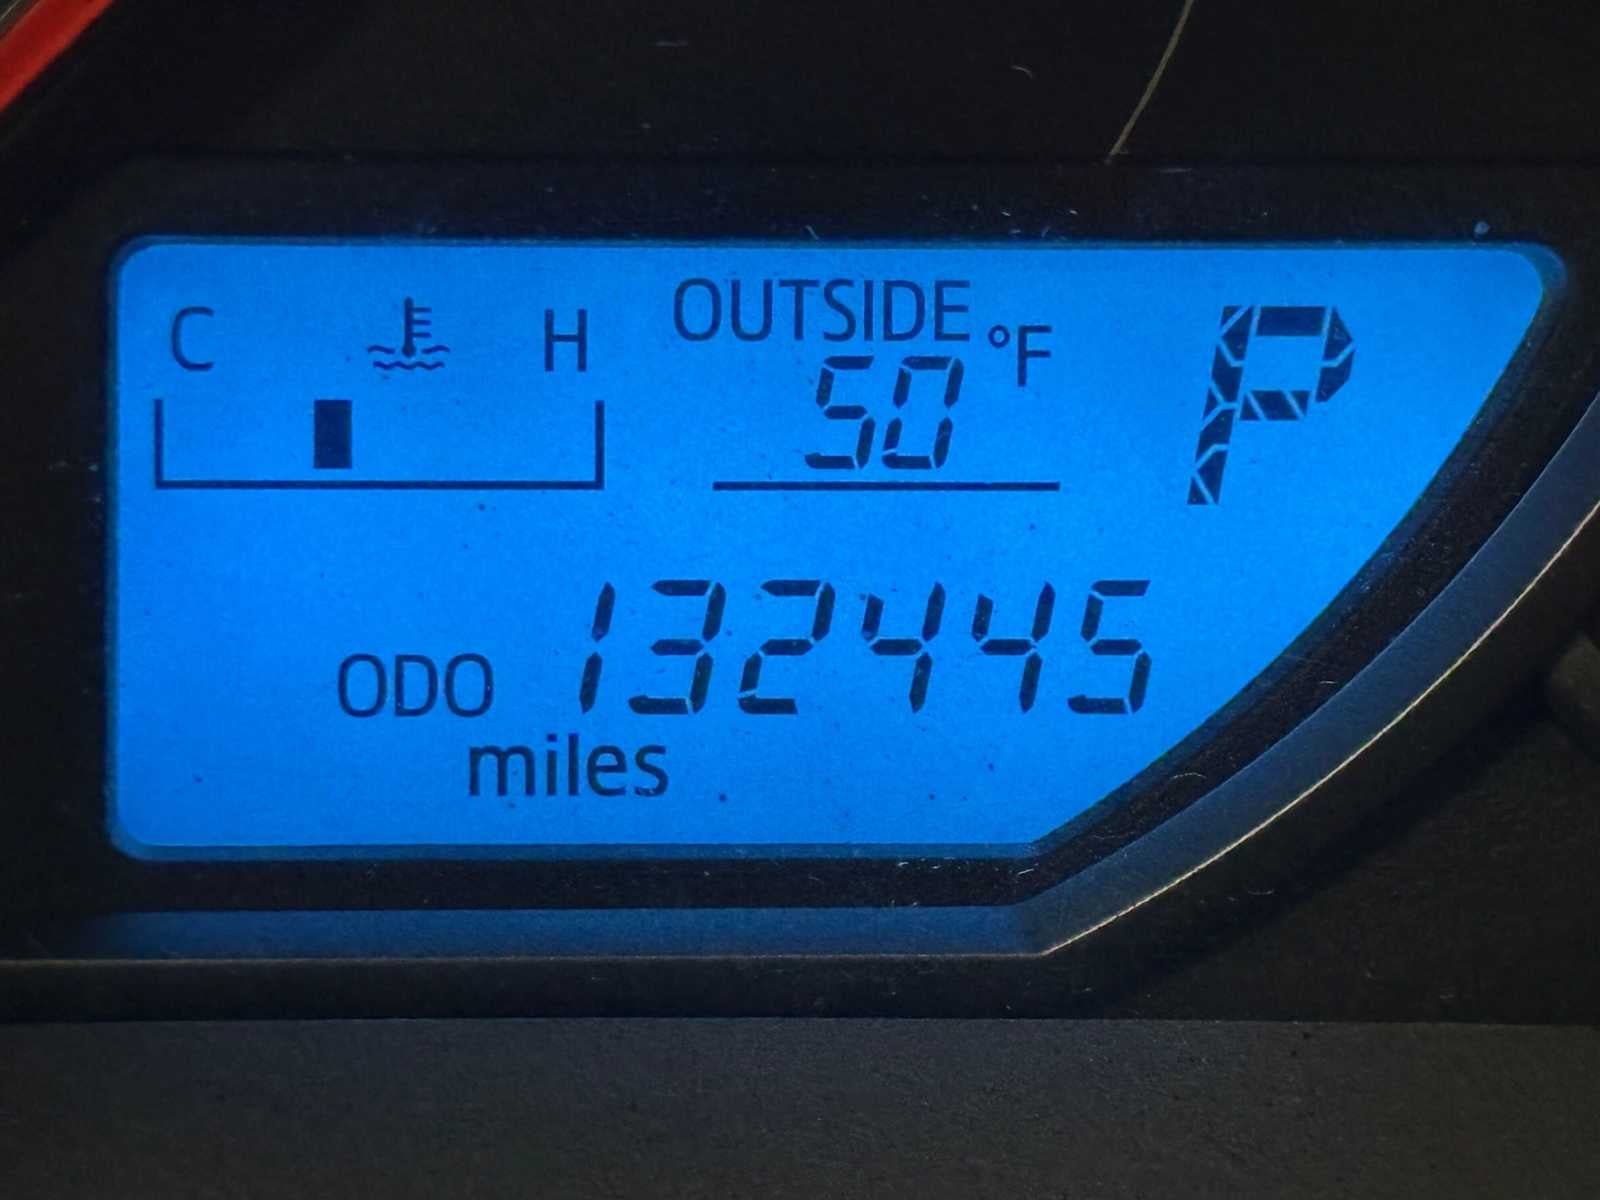 C H OUTSIDE °F P
50
ODO 132445
miles